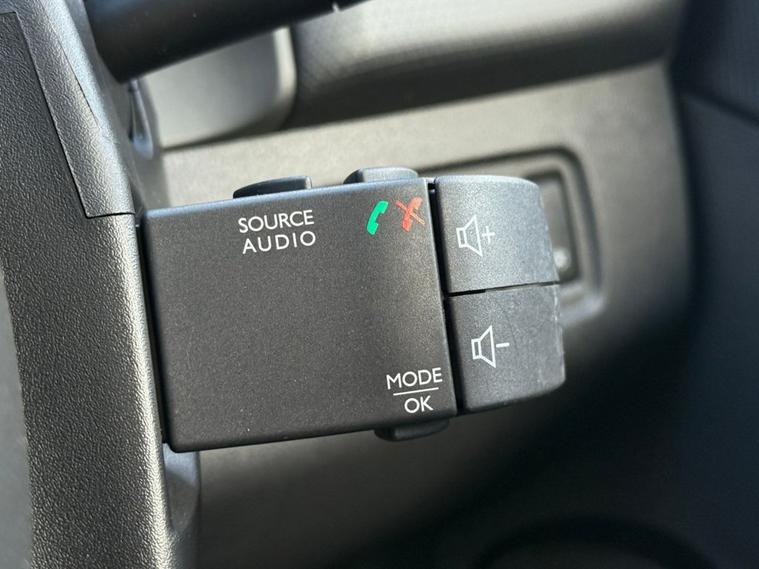 SOURCE
AUDIO
+
-
MODE
OK